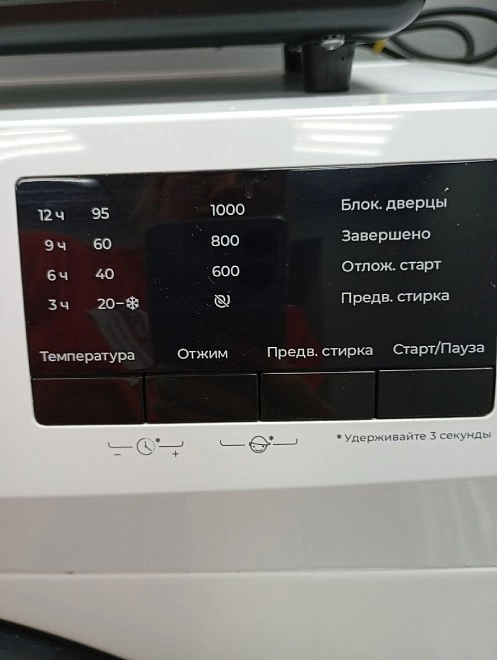 12 ч 95 1000 Блок. дверцы
9 ч 60 800 Завершено
6 ч 40 600 Отлож. старт
3 ч 20-❄ Предв. стирка
Температура Отжим Предв. стирка Старт/Пауза
* * * Удерживайте 3 секунды
− +